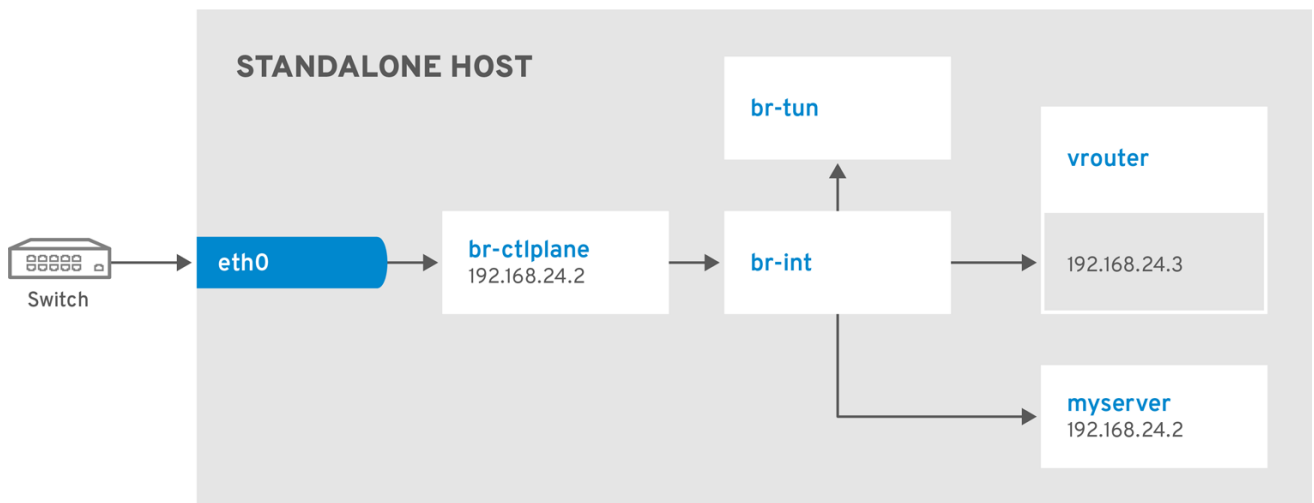 STANDALONE HOST
br-tun
vrouter
192.168.24.3
eth0
br-ctlplane
192.168.24.2
br-int
Switch
myserver
192.168.24.2